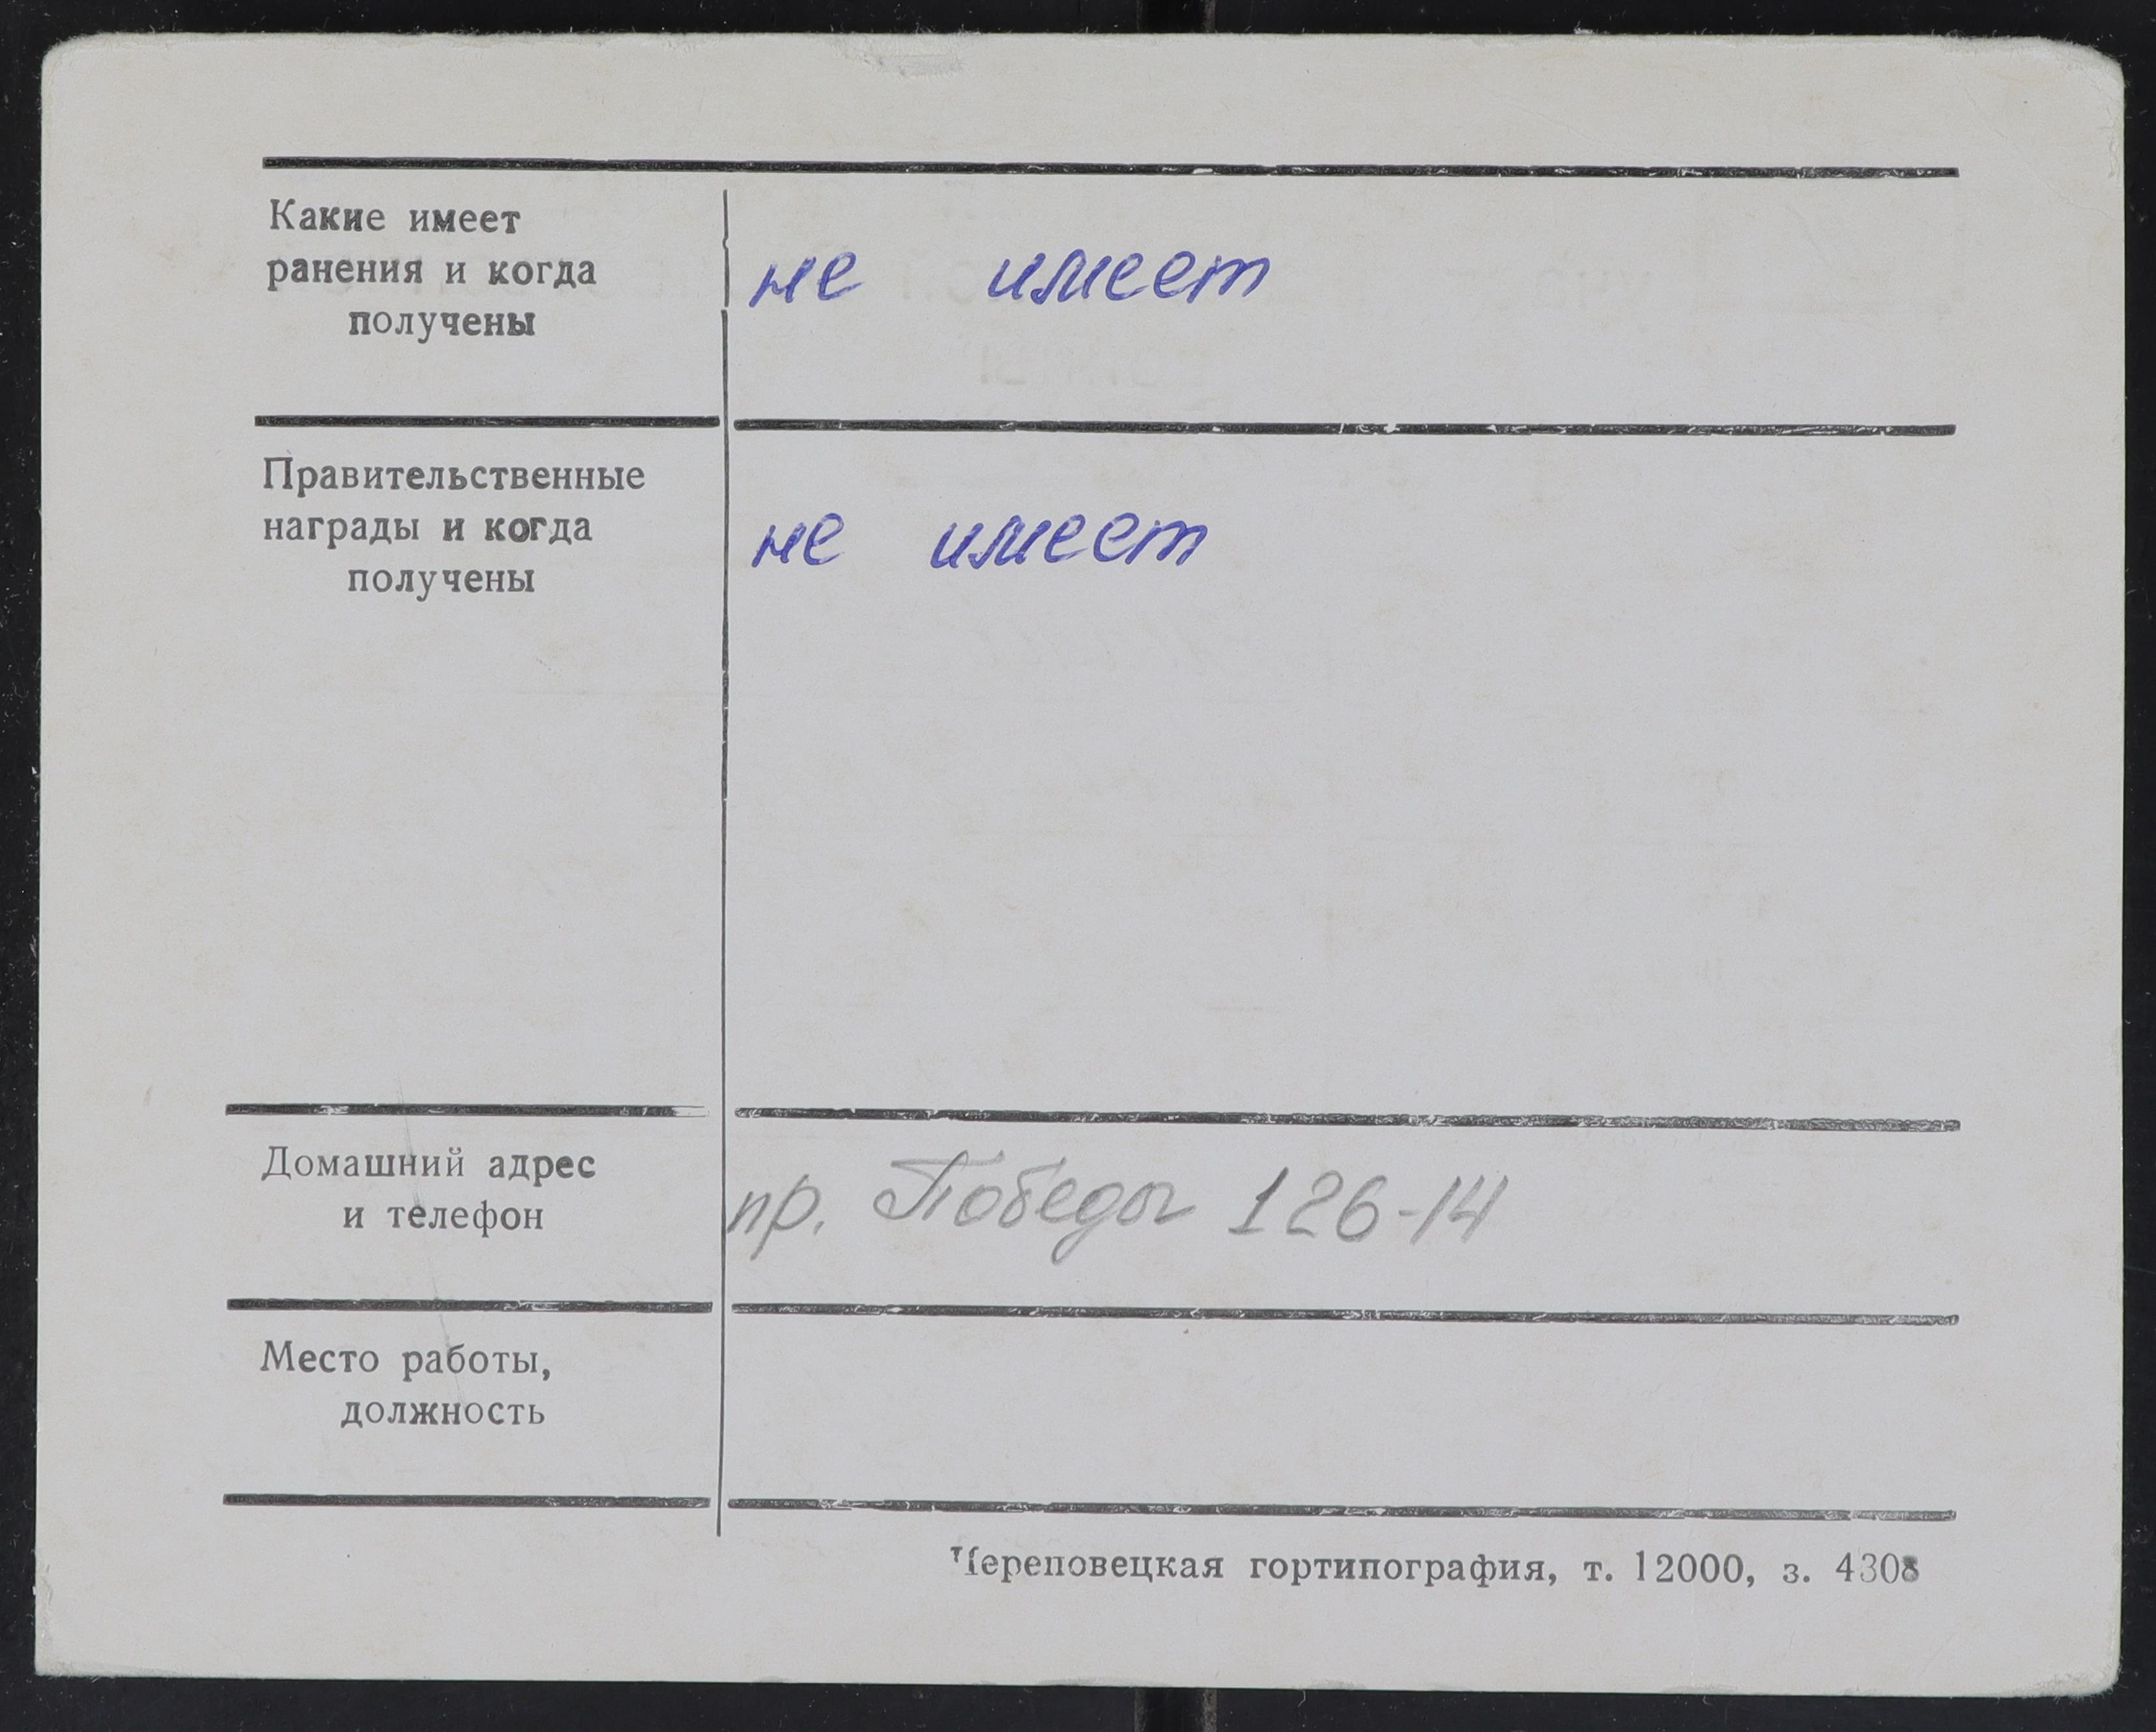 Какие имеет
ранения и когда
получены
не имеет
Правительственные
награды и когда
получены
не имеет
Домашний адрес
и телефон
пр. Победы 126-14
Место работы,
должность
Череповецкая гортипография, т. 12000, з. 4308